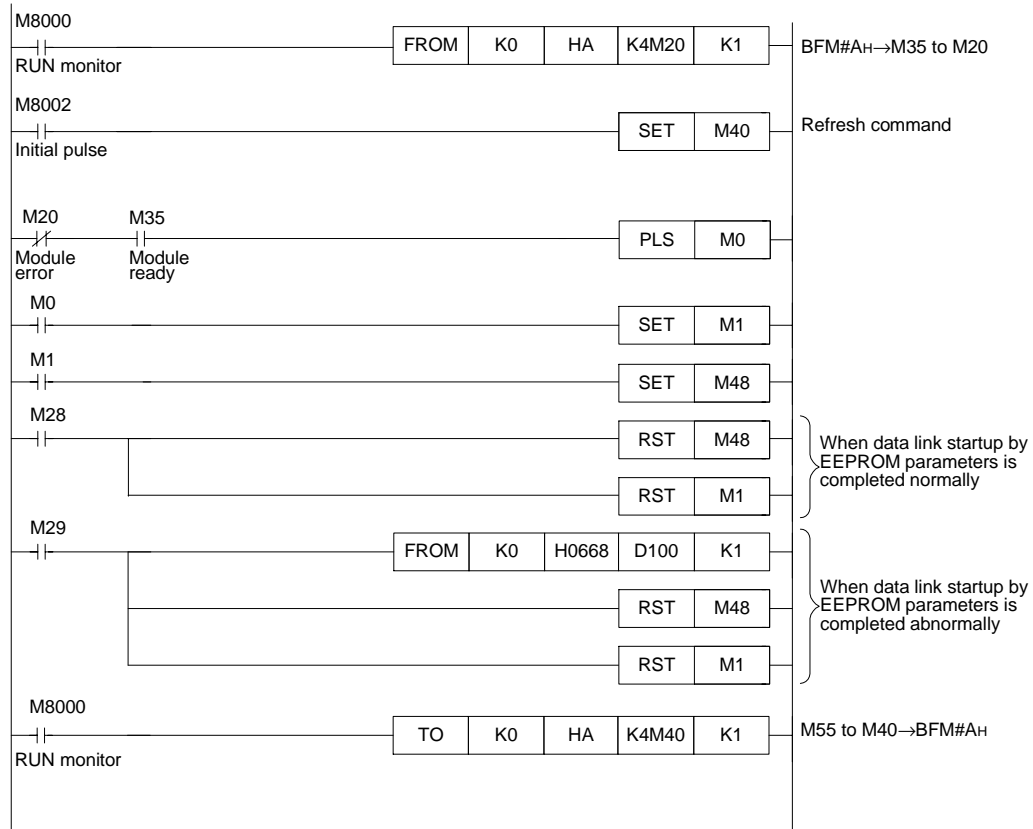 M8000
FROM K0 HA K4M20 K1
BFM#AH→M35 to M20
RUN monitor
M8002
SET M40
Refresh command
Initial pulse
M20 M35
PLS M0
Module error
Module ready
M0
SET M1
M1
SET M48
M28
RST M48
RST M1
When data link startup by
EEPROM parameters is
completed normally
M29
FROM K0 H0668 D100 K1
RST M48
RST M1
When data link startup by
EEPROM parameters is
completed abnormally
M8000
TO K0 HA K4M40 K1
M55 to M40→BFM#AH
RUN monitor